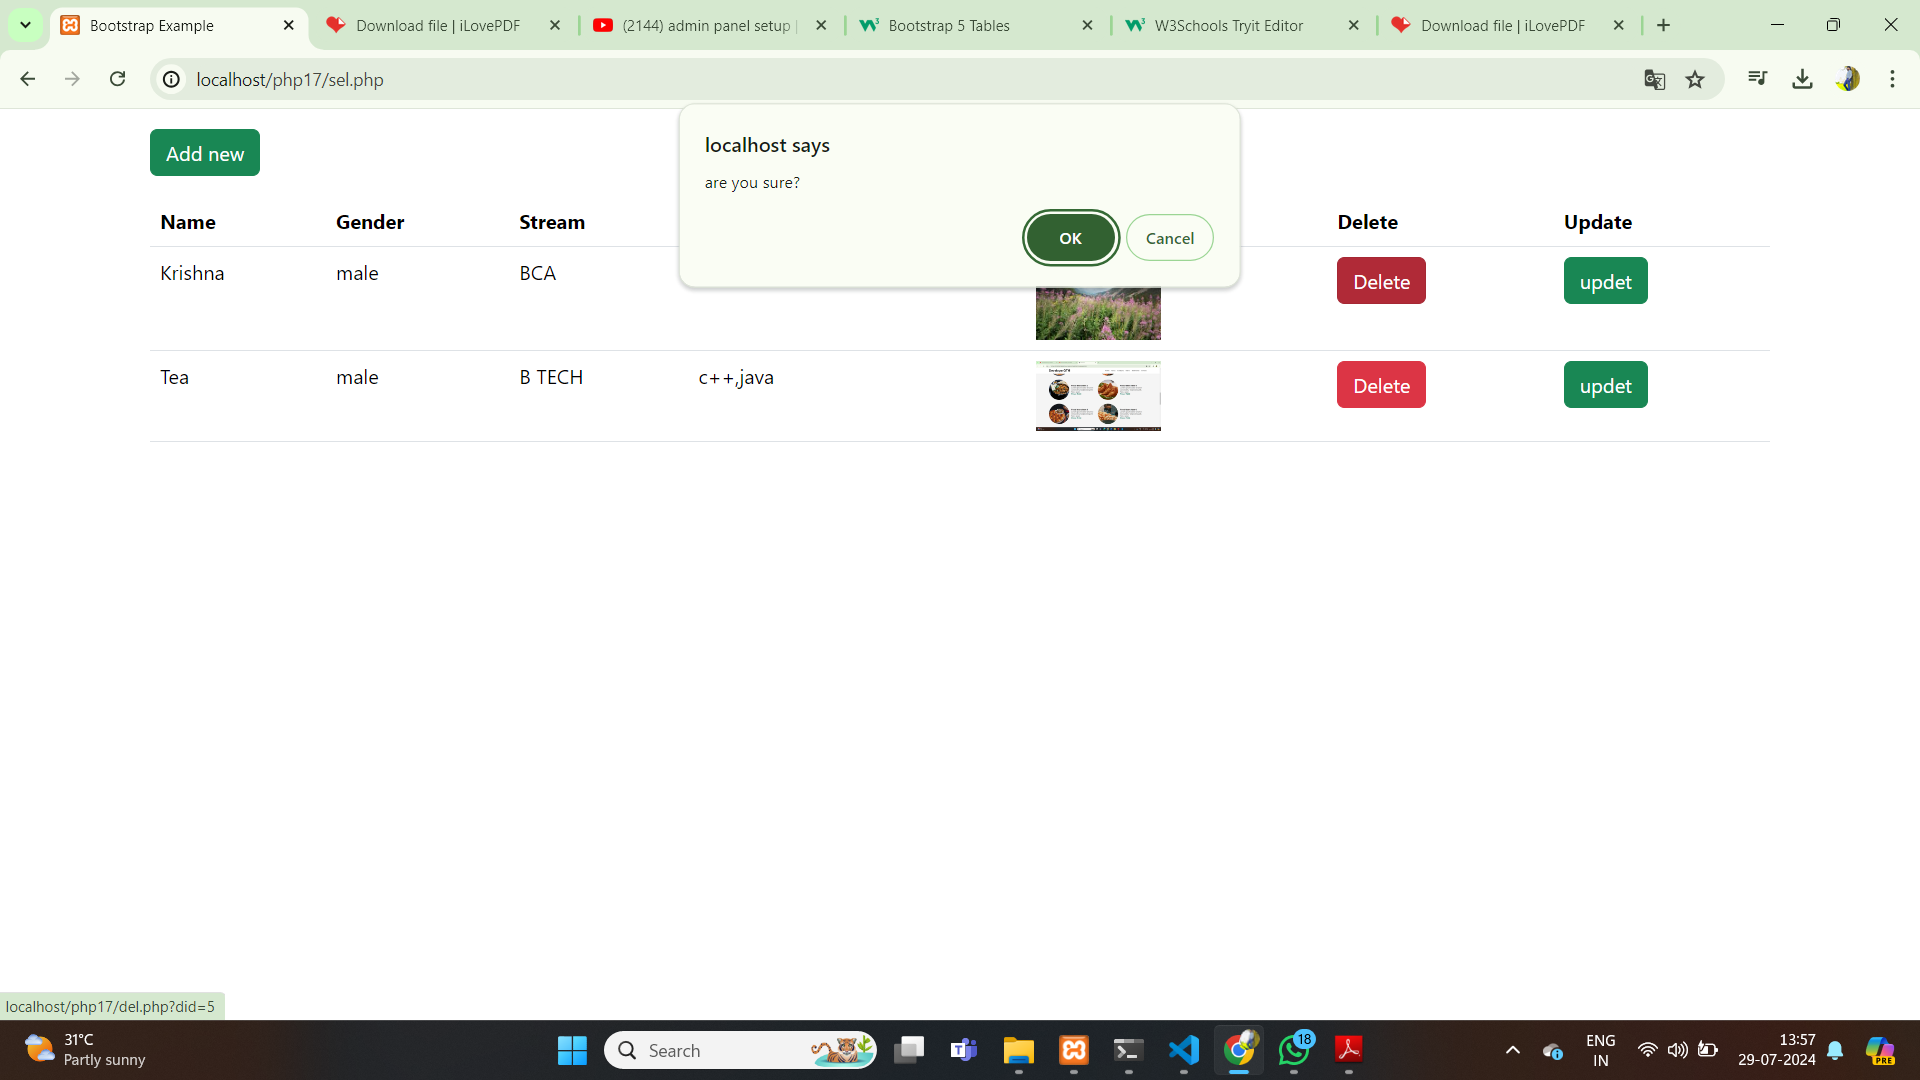 Bootstrap Example
Download file | iLovePDF
(2144) admin panel setup |
Bootstrap 5 Tables
W3Schools Tryit Editor
Download file | iLovePDF
localhost/php17/sel.php
localhost says
are you sure?
OK
Cancel
Add new
Name Gender Stream Delete Update
Krishna male BCA Delete updet
Tea male B TECH c++,java Delete updet
localhost/php17/del.php?did=5
31°C
Partly sunny
Search
18
ENG
IN
13:57
29-07-2024
PRE